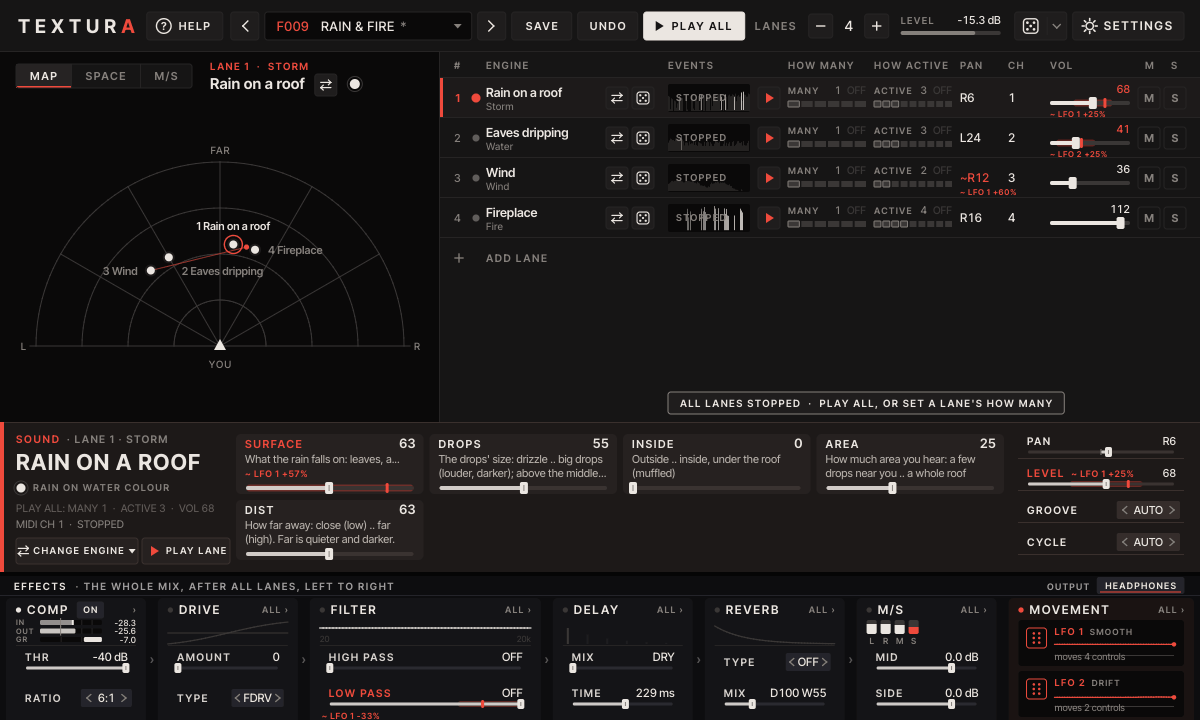 TEXTURA
HELP
F009 RAIN & FIRE *
SAVE
UNDO
PLAY ALL
LANES
4
LEVEL -15.3 dB
SETTINGS
MAP
SPACE
M/S
LANE 1 · STORM
Rain on a roof
FAR
1 Rain on a roof
4 Fireplace
3 Wind
2 Eaves dripping
L
R
YOU
# ENGINE EVENTS HOW MANY HOW ACTIVE PAN CH VOL M S
1 Rain on a roof STOPPED MANY 1 OFF ACTIVE 3 OFF R6 1 68 M S
Storm
~ LFO 1 +25%
2 Eaves dripping STOPPED MANY 1 OFF ACTIVE 3 OFF L24 2 41 M S
Water
~ LFO 2 +25%
3 Wind STOPPED MANY 1 OFF ACTIVE 2 OFF ~R12 3 36 M S
Wind
~ LFO 1 +60%
4 Fireplace STOPPED MANY 1 OFF ACTIVE 4 OFF R16 4 112 M S
Fire
+ ADD LANE
ALL LANES STOPPED · PLAY ALL, OR SET A LANE'S HOW MANY
SOUND · LANE 1 · STORM
RAIN ON A ROOF
RAIN ON WATER COLOUR
PLAY ALL: MANY 1 · ACTIVE 3 · VOL 68
MIDI CH 1 · STOPPED
CHANGE ENGINE
PLAY LANE
SURFACE 63
What the rain falls on: leaves, a...
~ LFO 1 +57%
DROPS 55
The drops' size: drizzle .. big drops
(louder, darker); above the middle...
INSIDE 0
Outside .. inside, under the roof
(muffled)
AREA 25
How much area you hear: a few
drops near you .. a whole roof
DIST 63
How far away: close (low) .. far
(high). Far is quieter and darker.
PAN R6
LEVEL ~ LFO 1 +25% 68
GROOVE < AUTO >
CYCLE < AUTO >
EFFECTS · THE WHOLE MIX, AFTER ALL LANES, LEFT TO RIGHT
OUTPUT HEADPHONES
COMP ON ›
IN -28.3
OUT -25.6
GR -7.0
THR -40 dB
RATIO < 6:1 >
DRIVE ALL ›
AMOUNT 0
TYPE < FDRV >
FILTER ALL ›
20 20k
HIGH PASS OFF
LOW PASS OFF
~ LFO 1 -33%
DELAY ALL ›
MIX DRY
TIME 229 ms
REVERB ALL ›
TYPE < OFF >
MIX D100 W55
M/S ALL ›
L R M S
MID 0.0 dB
SIDE 0.0 dB
MOVEMENT ALL ›
LFO 1 SMOOTH
moves 4 controls
LFO 2 DRIFT
moves 2 controls